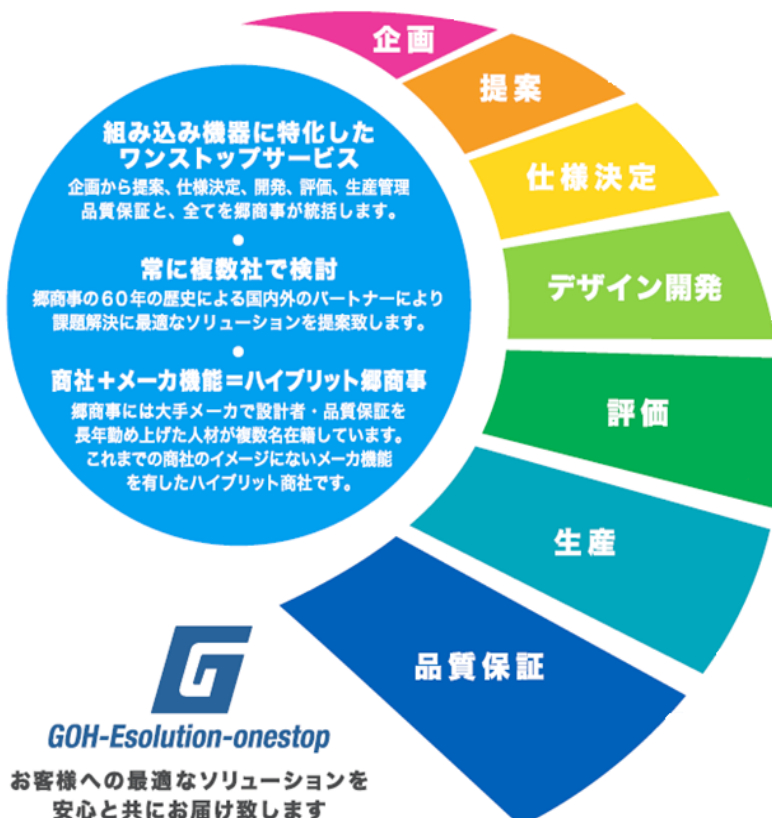 企画
提案
仕様決定
デザイン開発
評価
生産
品質保証
組み込み機器に特化した
ワンストップサービス
企画から提案、仕様決定、開発、評価、生産管理
品質保証と、全てを郷商事が統括します。
●
常に複数社で検討
郷商事の60年の歴史による国内外のパートナーにより
課題解決に最適なソリューションを提案致します。
●
商社+メーカ機能=ハイブリット郷商事
郷商事には大手メーカで設計者・品質保証を
長年勤め上げた人材が複数名在籍しています。
これまでの商社のイメージにないメーカ機能
を有したハイブリット商社です。
G
GOH-Esolution-onestop
お客様への最適なソリューションを
安心と共にお届け致します